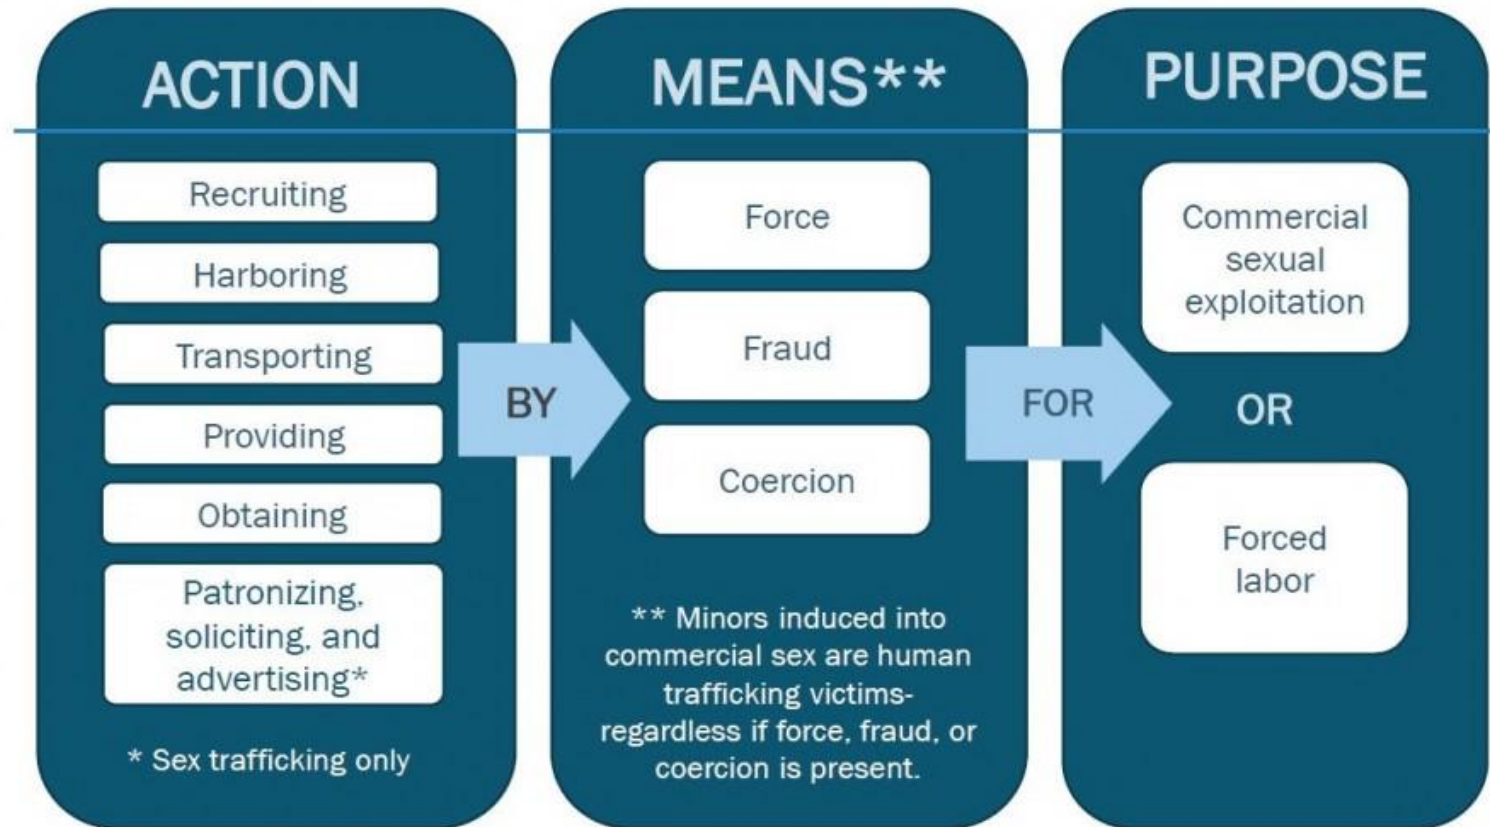 ACTION
Recruiting
Harboring
Transporting
Providing
Obtaining
Patronizing,
soliciting, and
advertising*
* Sex trafficking only
BY
MEANS**
Force
Fraud
Coercion
** Minors induced into
commercial sex are human
trafficking victims-
regardless if force, fraud, or
coercion is present.
FOR
PURPOSE
Commercial
sexual
exploitation
OR
Forced
labor